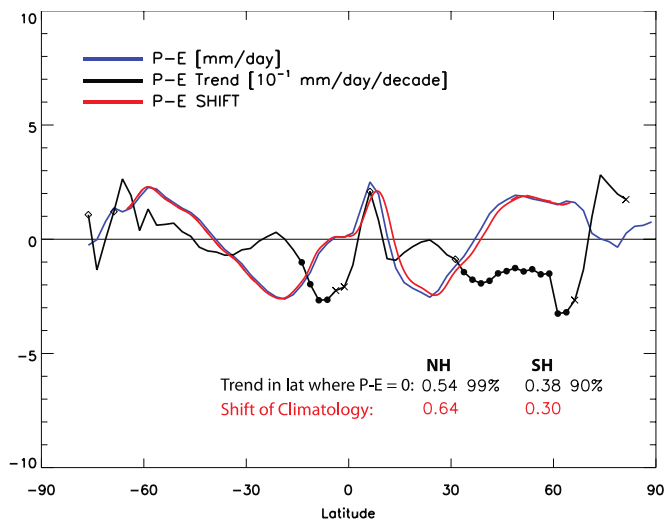 10
5
0
-5
-10
P-E [mm/day]
P-E Trend [10⁻¹ mm/day/decade]
P-E SHIFT
NH SH
Trend in lat where P-E = 0: 0.54 99% 0.38 90%
Shift of Climatology: 0.64 0.30
-90 -60 -30 0 30 60 90
Latitude